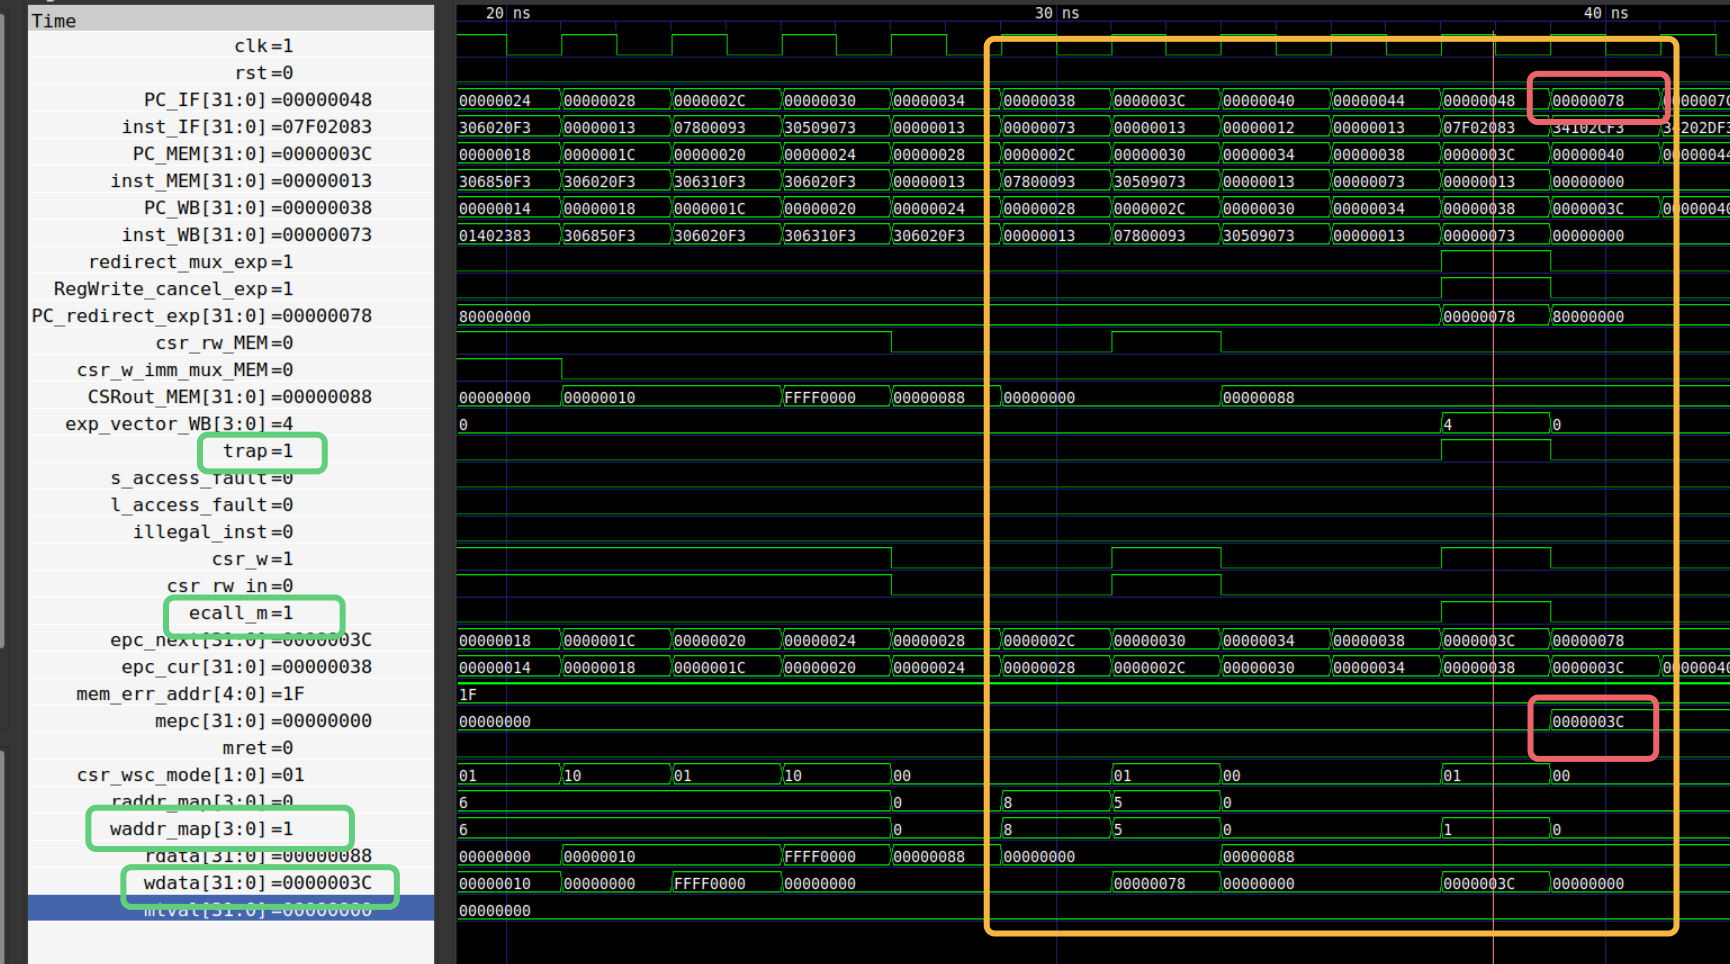 Time
20 ns 30 ns 40 ns
clk=1
rst=0
PC_IF[31:0]=00000048 00000024 00000028 0000002C 00000030 00000034 00000038 0000003C 00000040 00000044 00000048 00000078 0000007C
inst_IF[31:0]=07F02083 306020F3 00000013 07800093 30509073 00000013 00000073 00000013 00000012 00000013 07F02083 34102CF3 34202DF3
PC_MEM[31:0]=0000003C 00000018 0000001C 00000020 00000024 00000028 0000002C 00000030 00000034 00000038 0000003C 00000040 00000044
inst_MEM[31:0]=00000013 306850F3 306020F3 306310F3 306020F3 00000013 07800093 30509073 00000013 00000073 00000013 00000000
PC_WB[31:0]=00000038 00000014 00000018 0000001C 00000020 00000024 00000028 0000002C 00000030 00000034 00000038 0000003C 00000040
inst_WB[31:0]=00000073 01402383 306850F3 306020F3 306310F3 306020F3 00000013 07800093 30509073 00000013 00000073 00000000
redirect_mux_exp=1
RegWrite_cancel_exp=1
PC_redirect_exp[31:0]=00000078 80000000 00000078 80000000
csr_rw_MEM=0
csr_w_imm_mux_MEM=0
CSRout_MEM[31:0]=00000088 00000000 00000010 FFFF0000 00000088 00000000 00000088
exp_vector_WB[3:0]=4 0 4 0
trap=1
s_access_fault=0
l_access_fault=0
illegal_inst=0
csr_w=1
csr_rw_in=0
ecall_m=1
epc_next[31:0]=0000003C 00000018 0000001C 00000020 00000024 00000028 0000002C 00000030 00000034 00000038 0000003C 00000078
epc_cur[31:0]=00000038 00000014 00000018 0000001C 00000020 00000024 00000028 0000002C 00000030 00000034 00000038 0000003C 00000040
mem_err_addr[4:0]=1F 1F
mepc[31:0]=00000000 00000000 0000003C
mret=0
csr_wsc_mode[1:0]=01 01 10 01 10 00 01 00 01 00
raddr_map[3:0]=0 6 0 8 5 0
waddr_map[3:0]=1 6 0 8 5 0 1 0
rdata[31:0]=00000088 00000000 00000010 FFFF0000 00000088 00000000 00000088
wdata[31:0]=0000003C 00000010 00000000 FFFF0000 00000000 00000078 00000000 0000003C 00000000
mtval[31:0]=00000000 00000000